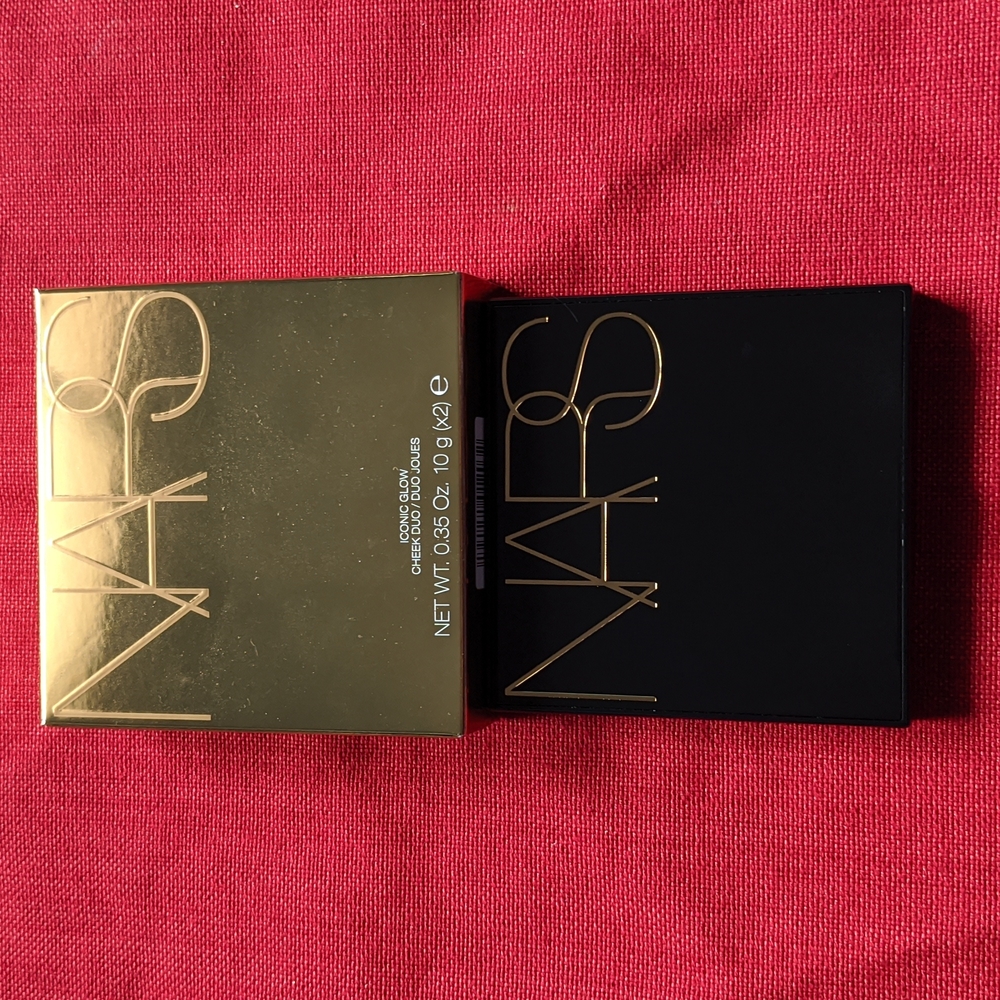 NARS
ICONIC GLOW
CHEEK DUO / DUO JOUES
NET WT. 0.35 Oz. 10 g (x2) ℮
NARS